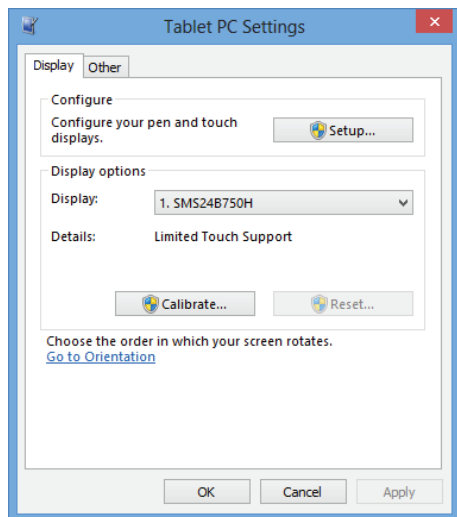 Tablet PC Settings
Display Other
Configure
Configure your pen and touch
displays.
Setup...
Display options
Display: 1. SMS24B750H
Details: Limited Touch Support
Calibrate... Reset...
Choose the order in which your screen rotates.
Go to Orientation
OK Cancel Apply